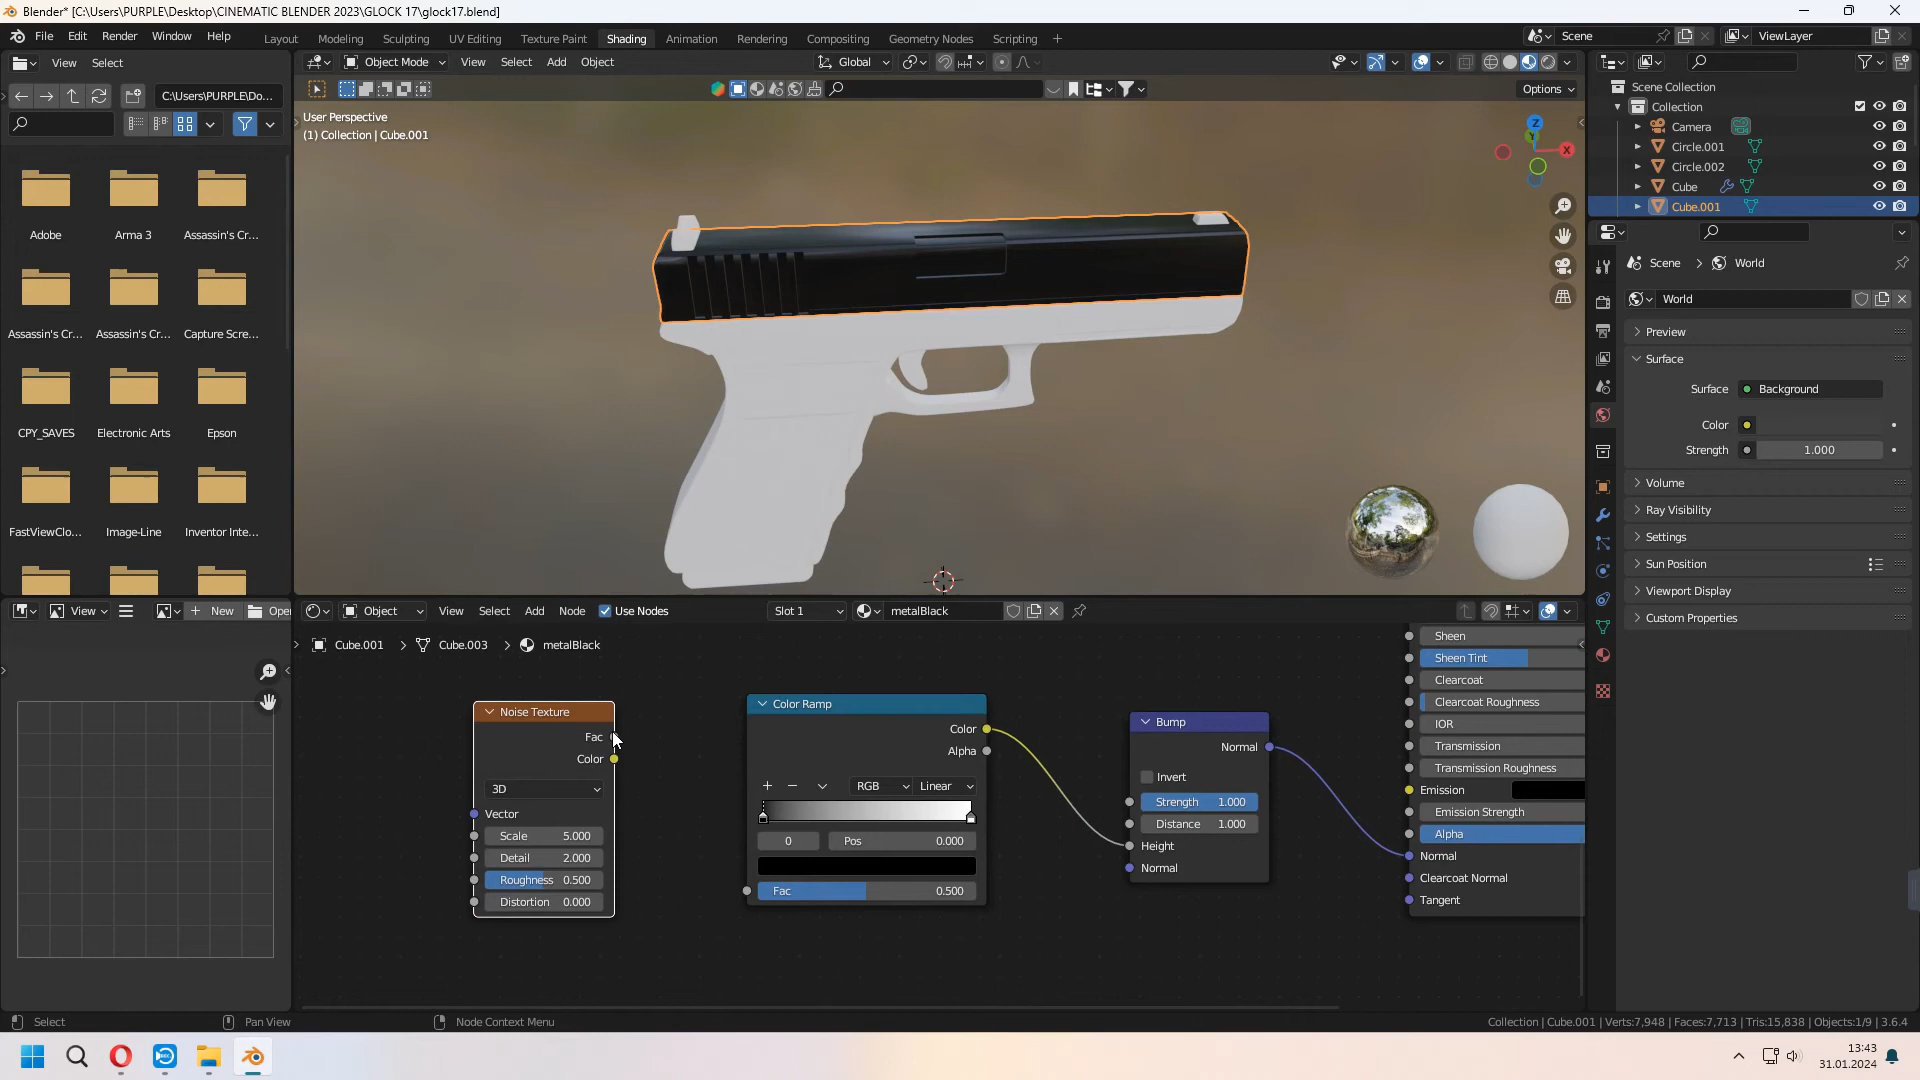 Blender* [C:\Users\PURPLE\Desktop\CINEMATIC BLENDER 2023\GLOCK 17\glock17.blend]
File Edit Render Window Help Layout Modeling Sculpting UV Editing Texture Paint Shading Animation Rendering Compositing Geometry Nodes Scripting Scene ViewLayer
View Select Object Mode View Select Add Object Global
C:\Users\PURPLE\Do... Options
User Perspective
(1) Collection | Cube.001
Scene Collection
Collection
Camera
Circle.001
Circle.002
Cube
Cube.001
Adobe Arma 3 Assassin's Cr...
Assassin's Cr... Assassin's Cr... Capture Scre...
CPY_SAVES Electronic Arts Epson
FastViewClo... Image-Line Inventor Inte...
Z
Y
X
Scene > World
World
Preview
Surface
Surface Background
Color
Strength 1.000
Volume
Ray Visibility
Settings
Sun Position
Viewport Display
Custom Properties
View New Open
Object View Select Add Node Use Nodes Slot 1 metalBlack
Cube.001 > Cube.003 > metalBlack
Noise Texture
Fac
Color
3D
Vector
Scale 5.000
Detail 2.000
Roughness 0.500
Distortion 0.000
Color Ramp
Color
Alpha
RGB Linear
0 Pos 0.000
Fac 0.500
Bump
Normal
Invert
Strength 1.000
Distance 1.000
Height
Normal
Sheen
Sheen Tint
Clearcoat
Clearcoat Roughness
IOR
Transmission
Transmission Roughness
Emission
Emission Strength
Alpha
Normal
Clearcoat Normal
Tangent
Select Pan View Node Context Menu Collection | Cube.001 | Verts:7,948 | Faces:7,713 | Tris:15,838 | Objects:1/9 | 3.6.4
13:43
31.01.2024